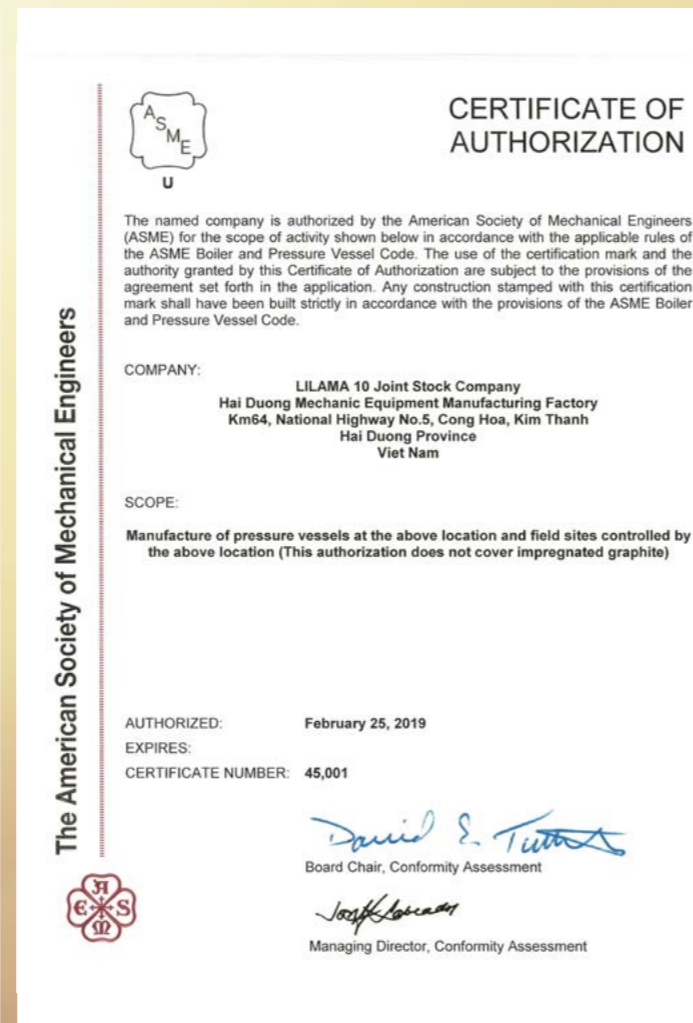 ASME
U
CERTIFICATE OF
AUTHORIZATION
The named company is authorized by the American Society of Mechanical Engineers
(ASME) for the scope of activity shown below in accordance with the applicable rules of
the ASME Boiler and Pressure Vessel Code. The use of the certification mark and the
authority granted by this Certificate of Authorization are subject to the provisions of the
agreement set forth in the application. Any construction stamped with this certification
mark shall have been built strictly in accordance with the provisions of the ASME Boiler
and Pressure Vessel Code.
COMPANY:
LILAMA 10 Joint Stock Company
Hai Duong Mechanic Equipment Manufacturing Factory
Km64, National Highway No.5, Cong Hoa, Kim Thanh
Hai Duong Province
Viet Nam
SCOPE:
Manufacture of pressure vessels at the above location and field sites controlled by
the above location (This authorization does not cover impregnated graphite)
AUTHORIZED: February 25, 2019
EXPIRES:
CERTIFICATE NUMBER: 45,001
Board Chair, Conformity Assessment
Managing Director, Conformity Assessment
The American Society of Mechanical Engineers
ASME